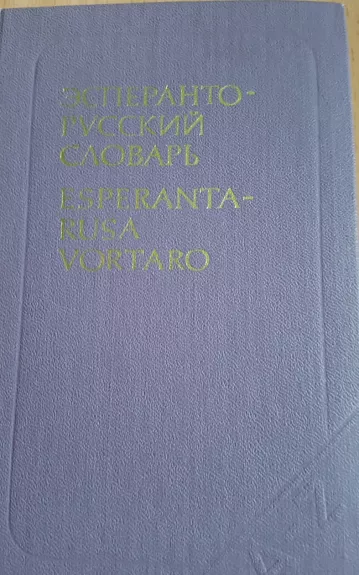 ЭСПЕРАНТО-
РУССКИЙ
СЛОВАРЬ
ESPERANTA-
RUSA
VORTARO